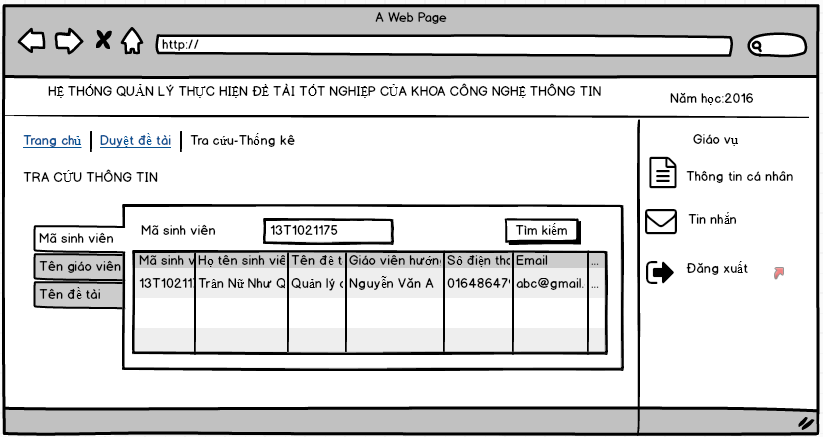 A Web Page
http://
HỆ THỐNG QUẢN LÝ THỰC HIỆN ĐỀ TÀI TỐT NGHIỆP CỦA KHOA CÔNG NGHỆ THÔNG TIN
Năm học:2016
Trang chủ Duyệt đề tài Tra cứu-Thống kê
Giáo vụ
TRA CỨU THÔNG TIN
Thông tin cá nhân
Tin nhắn
Đăng xuất
Mã sinh viên
Tên giáo viên
Tên đề tài
Mã sinh viên 13T1021175 Tìm kiếm
Mã sinh v Họ tên sinh viê Tên đề t Giáo viên hướn Số điện tho Email ...
13T10211 Trần Nữ Như Q Quản lý Nguyễn Văn A 01648647 abc@gmail. ...